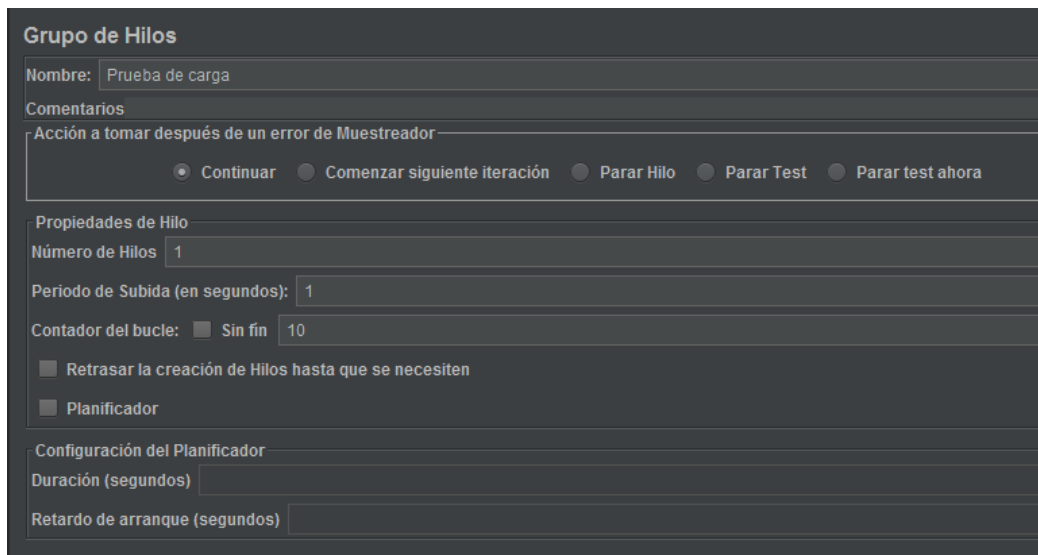 Grupo de Hilos
Nombre: Prueba de carga
Comentarios
Acción a tomar después de un error de Muestreador
Continuar Comenzar siguiente iteración Parar Hilo Parar Test Parar test ahora
Propiedades de Hilo
Número de Hilos 1
Periodo de Subida (en segundos): 1
Contador del bucle: Sin fin 10
Retrasar la creación de Hilos hasta que se necesiten
Planificador
Configuración del Planificador
Duración (segundos)
Retardo de arranque (segundos)